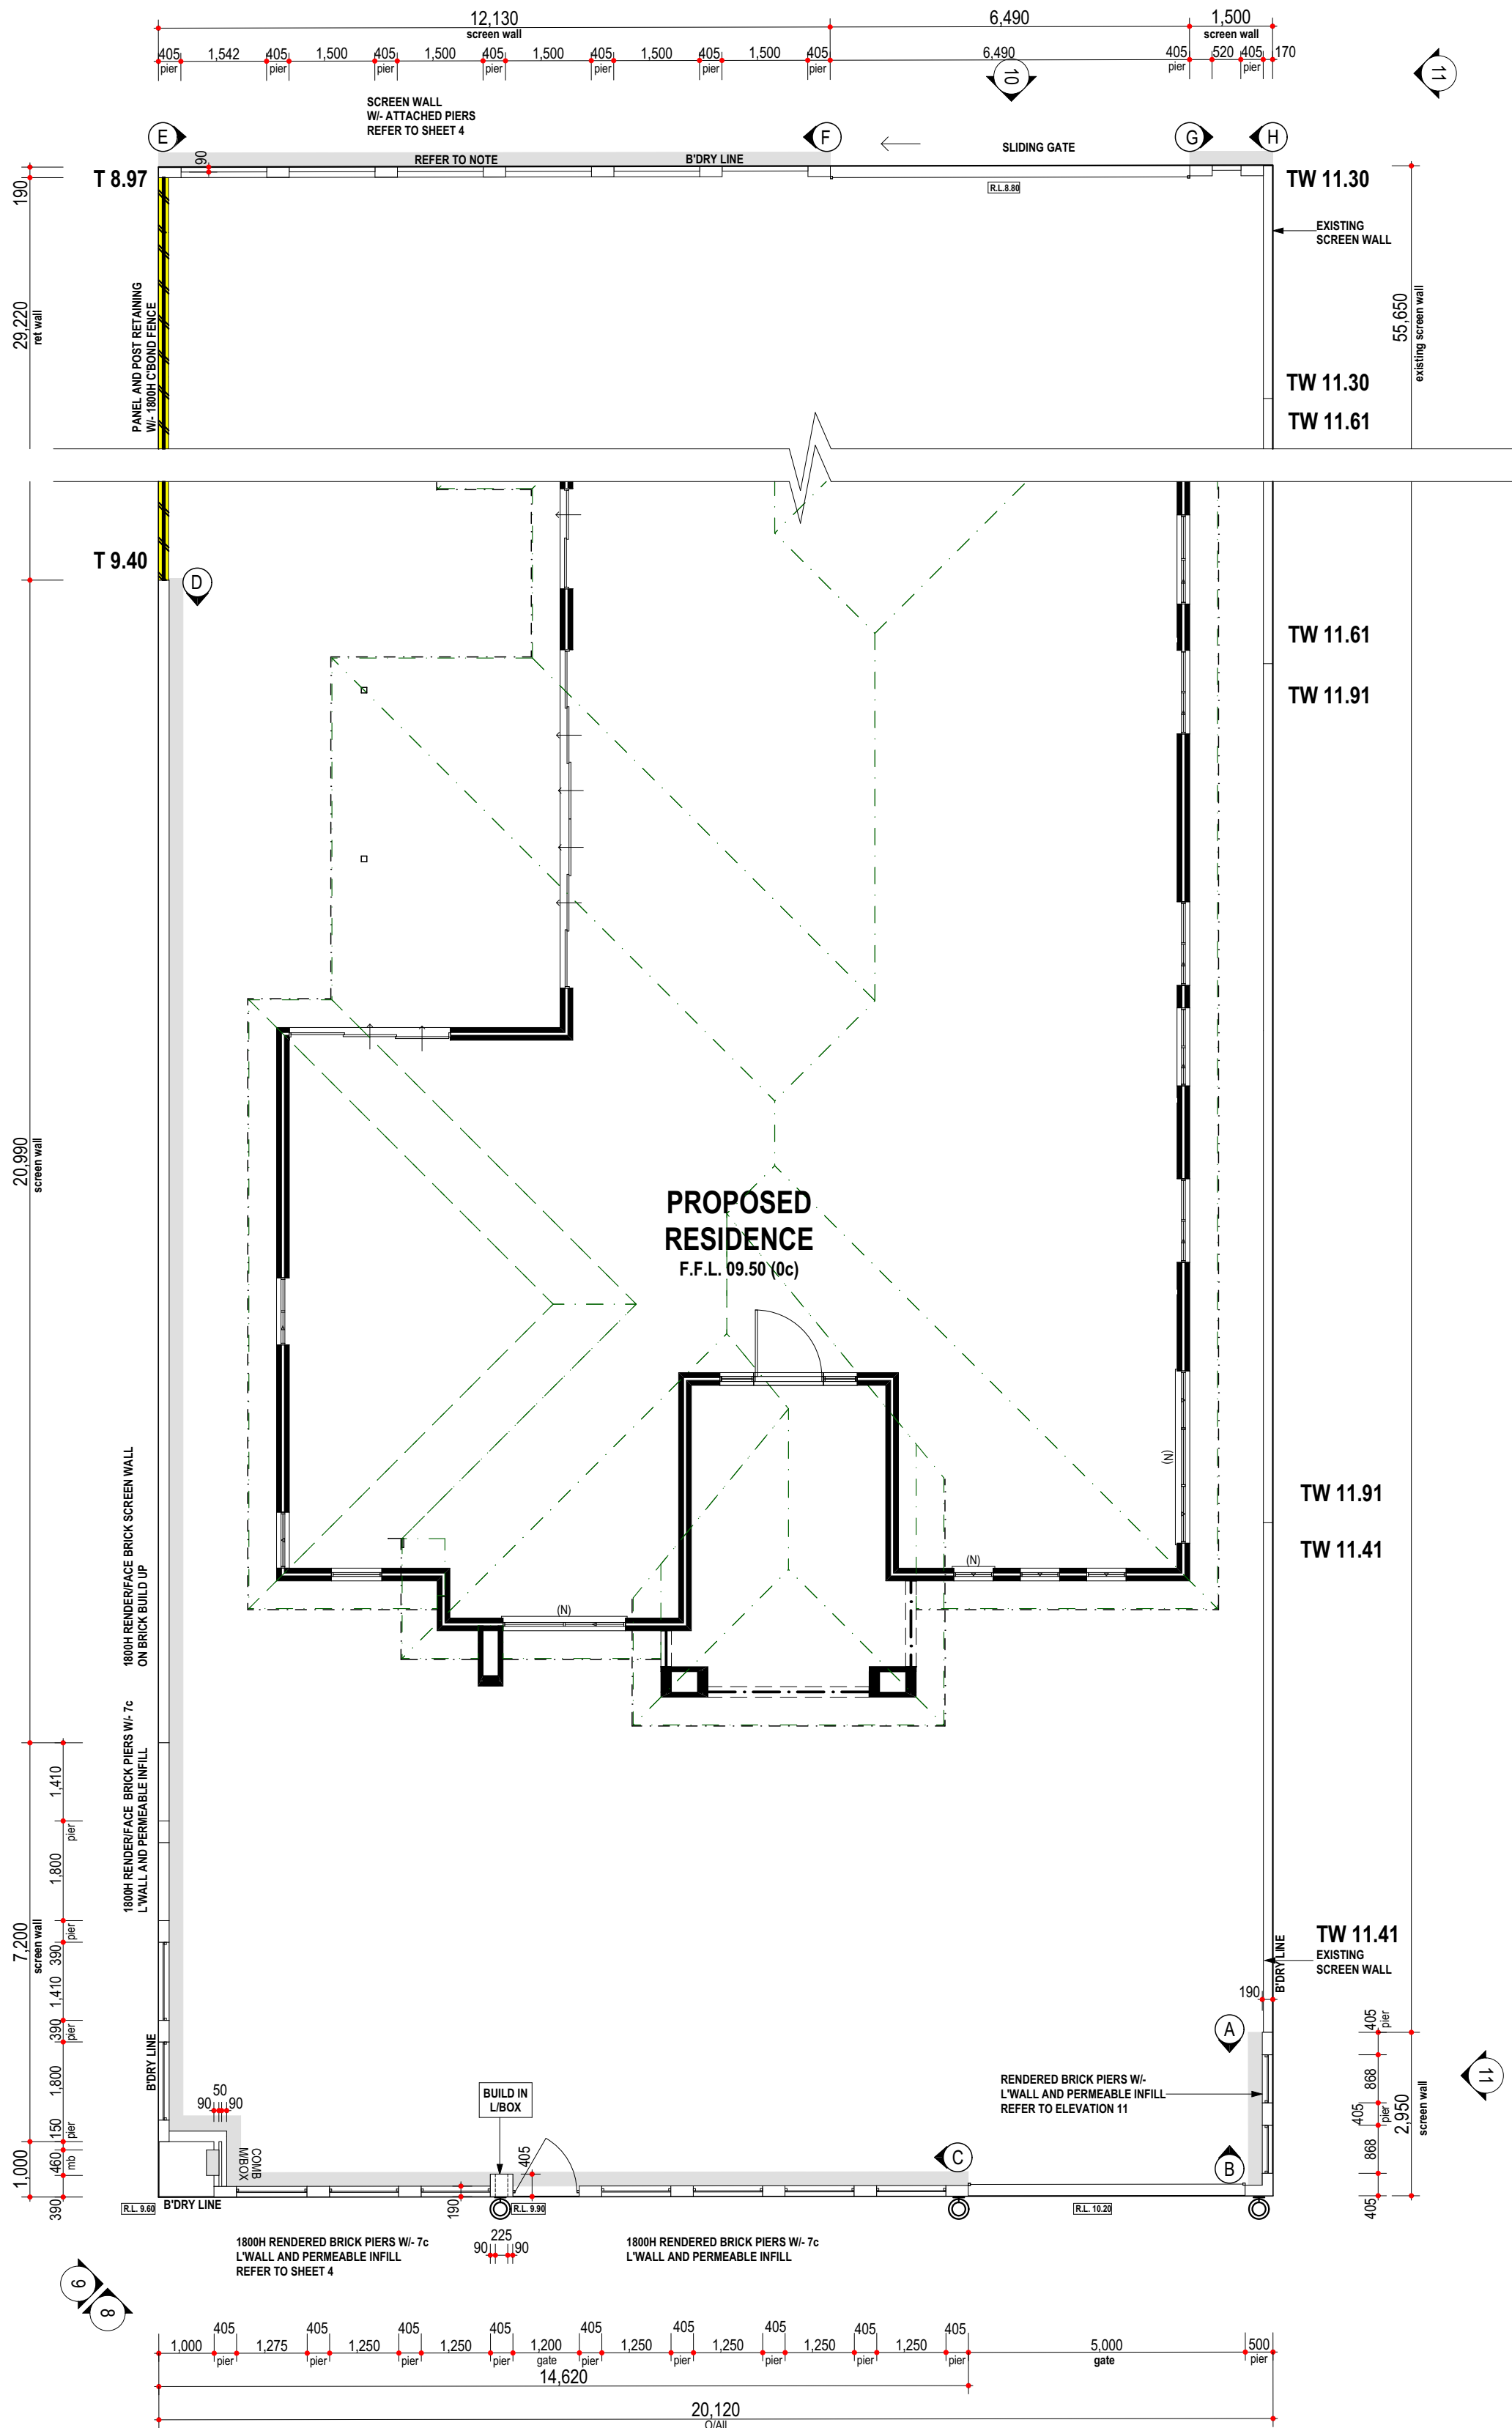 12,130
screen wall
6,490
1,500
screen wall
405
pier
1,542
405
pier
1,500
405
pier
1,500
405
pier
1,500
405
pier
1,500
405
pier
1,500
405
pier
6,490
405
pier
520
405
pier
170
10
11
SCREEN WALL
W/- ATTACHED PIERS
REFER TO SHEET 4
E
F
G
H
SLIDING GATE
90
REFER TO NOTE
B'DRY LINE
R.L.8.80
T 8.97
TW 11.30
EXISTING
SCREEN WALL
190
29,220
ret wall
PANEL AND POST RETAINING
W/- 1800H C'BOND FENCE
55,650
existing screen wall
TW 11.30
TW 11.61
T 9.40
D
TW 11.61
TW 11.91
20,990
screen wall
PROPOSED
RESIDENCE
F.F.L. 09.50 (0c)
(N)
(N)
(N)
TW 11.91
TW 11.41
1800H RENDER/FACE BRICK SCREEN WALL
ON BRICK BUILD UP
1800H RENDER/FACE BRICK PIERS W/- 7c
L'WALL AND PERMEABLE INFILL
7,200
screen wall
1,410
pier
1,800
pier
390
1,410
390
pier
1,800
150
pier
460
mb
1,000
390
B'DRY LINE
TW 11.41
EXISTING
SCREEN WALL
B'DRY LINE
190
A
405
pier
868
405
pier
868
405
2,950
screen wall
11
RENDERED BRICK PIERS W/-
L'WALL AND PERMEABLE INFILL
REFER TO ELEVATION 11
B
C
BUILD IN
L/BOX
50
90
90
COMB
M/BOX
405
190
R.L. 9.60
B'DRY LINE
R.L. 9.90
R.L. 10.20
1800H RENDERED BRICK PIERS W/- 7c
L'WALL AND PERMEABLE INFILL
REFER TO SHEET 4
225
90
90
1800H RENDERED BRICK PIERS W/- 7c
L'WALL AND PERMEABLE INFILL
9
8
1,000
405
pier
1,275
405
pier
1,250
405
pier
1,250
405
pier
1,200
gate
405
pier
1,250
405
pier
1,250
405
pier
1,250
405
pier
1,250
405
pier
5,000
gate
500
pier
14,620
20,120
O/All